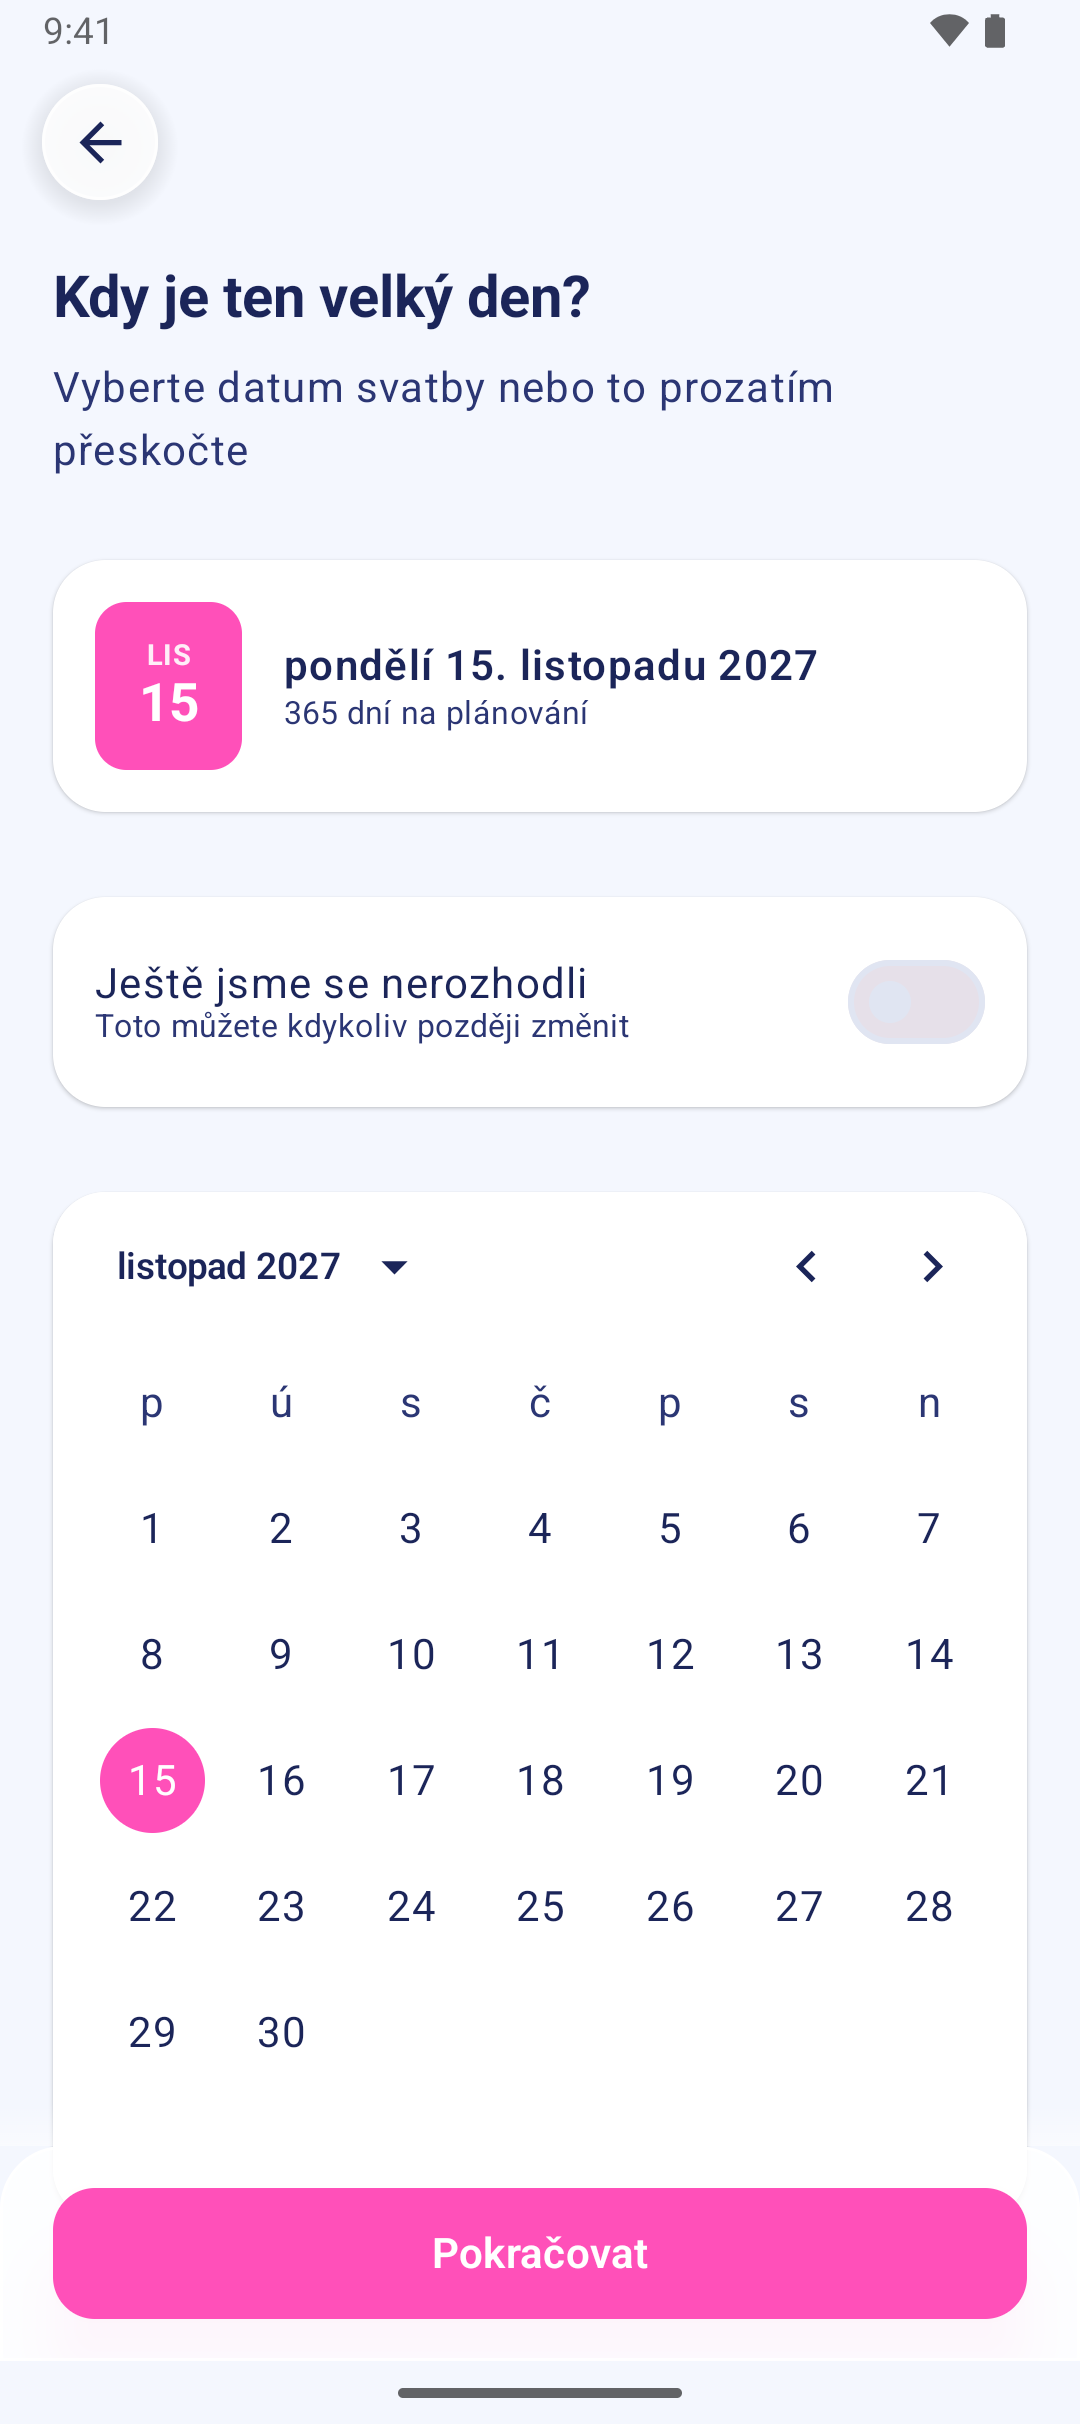 9:41
Kdy je ten velký den?
Vyberte datum svatby nebo to prozatím
přeskočte
LIS
15
pondělí 15. listopadu 2027
365 dní na plánování
Ještě jsme se nerozhodli
Toto můžete kdykoliv později změnit
listopad 2027
p ú s č p s n
1 2 3 4 5 6 7
8 9 10 11 12 13 14
15 16 17 18 19 20 21
22 23 24 25 26 27 28
29 30
Pokračovat